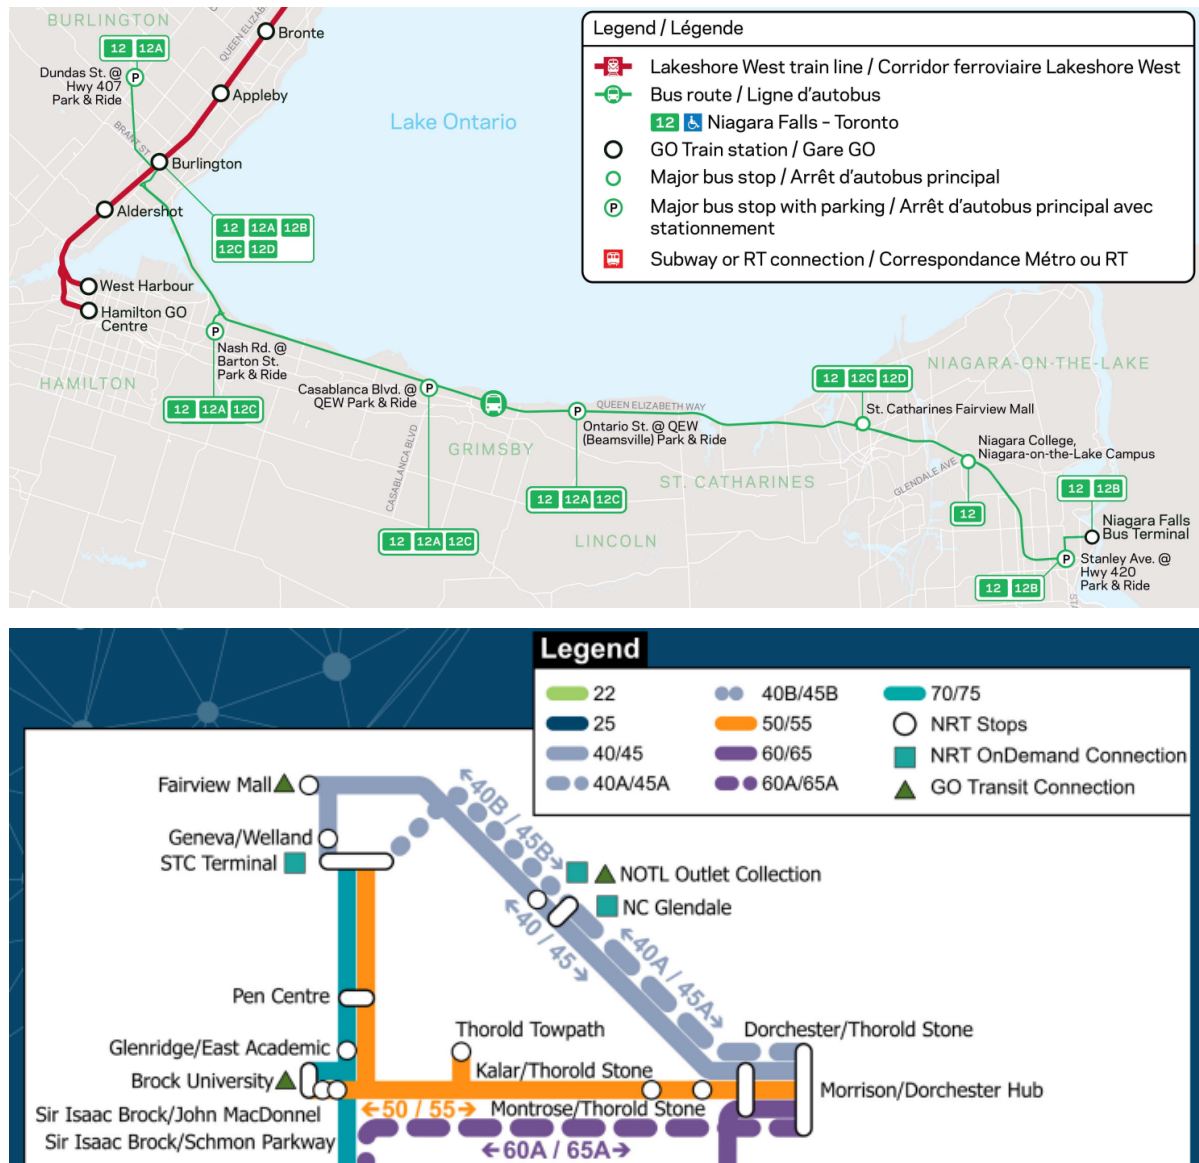 BURLINGTON
12 12A
Dundas St. @
Hwy 407
Park & Ride
BRANT ST
QUEEN ELIZAB
Bronte
Appleby
Burlington
Aldershot
12 12A 12B
12C 12D
West Harbour
Hamilton GO
Centre
HAMILTON
Lake Ontario
Legend / Légende
Lakeshore West train line / Corridor ferroviaire Lakeshore West
Bus route / Ligne d'autobus
12 Niagara Falls - Toronto
GO Train station / Gare GO
Major bus stop / Arrêt d'autobus principal
P Major bus stop with parking / Arrêt d'autobus principal avec
stationnement
Subway or RT connection / Correspondance Métro ou RT
P
P
Nash Rd. @
Barton St.
Park & Ride
12 12A 12C
Casablanca Blvd. @
QEW Park & Ride
P
CASABLANCA BLVD
12 12A 12C
GRIMSBY
P
QUEEN ELIZABETH WAY
Ontario St. @ QEW
(Beamsville) Park & Ride
12 12A 12C
LINCOLN
ST. CATHARINES
12 12C 12D
St. Catharines Fairview Mall
NIAGARA-ON-THE-LAKE
Niagara College,
Niagara-on-the-Lake Campus
GLENDALE AVE
12
12 12B
Niagara Falls
Bus Terminal
P
Stanley Ave. @
Hwy 420
Park & Ride
12 12B
STA
Legend
22
25
40/45
40A/45A
40B/45B
50/55
60/65
60A/65A
70/75
NRT Stops
NRT OnDemand Connection
GO Transit Connection
Fairview Mall
Geneva/Welland
STC Terminal
←40B / 45B→
NOTL Outlet Collection
NC Glendale
←40 / 45→
←40A / 45A→
Pen Centre
Glenridge/East Academic
Brock University
Sir Isaac Brock/John MacDonnel
Sir Isaac Brock/Schmon Parkway
Thorold Towpath
Kalar/Thorold Stone
Dorchester/Thorold Stone
Morrison/Dorchester Hub
←50 / 55→
Montrose/Thorold Stone
←60A / 65A→